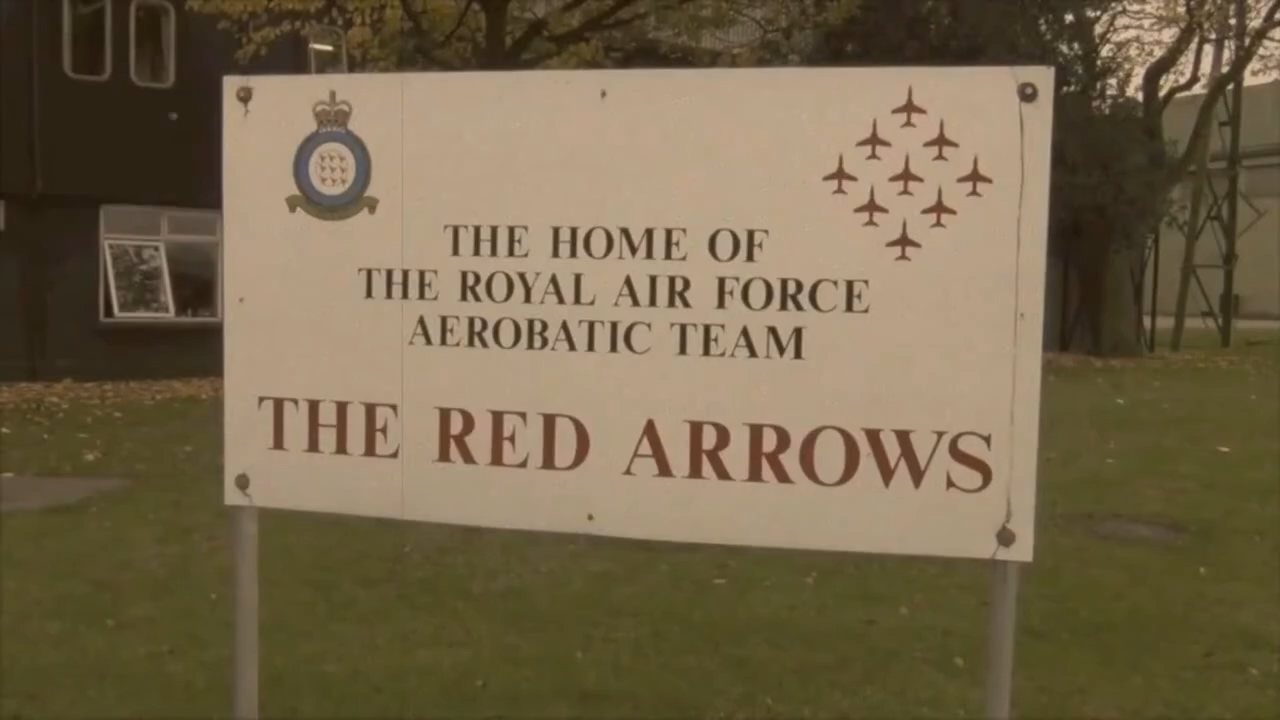 THE HOME OF
THE ROYAL AIR FORCE
AEROBATIC TEAM
THE RED ARROWS